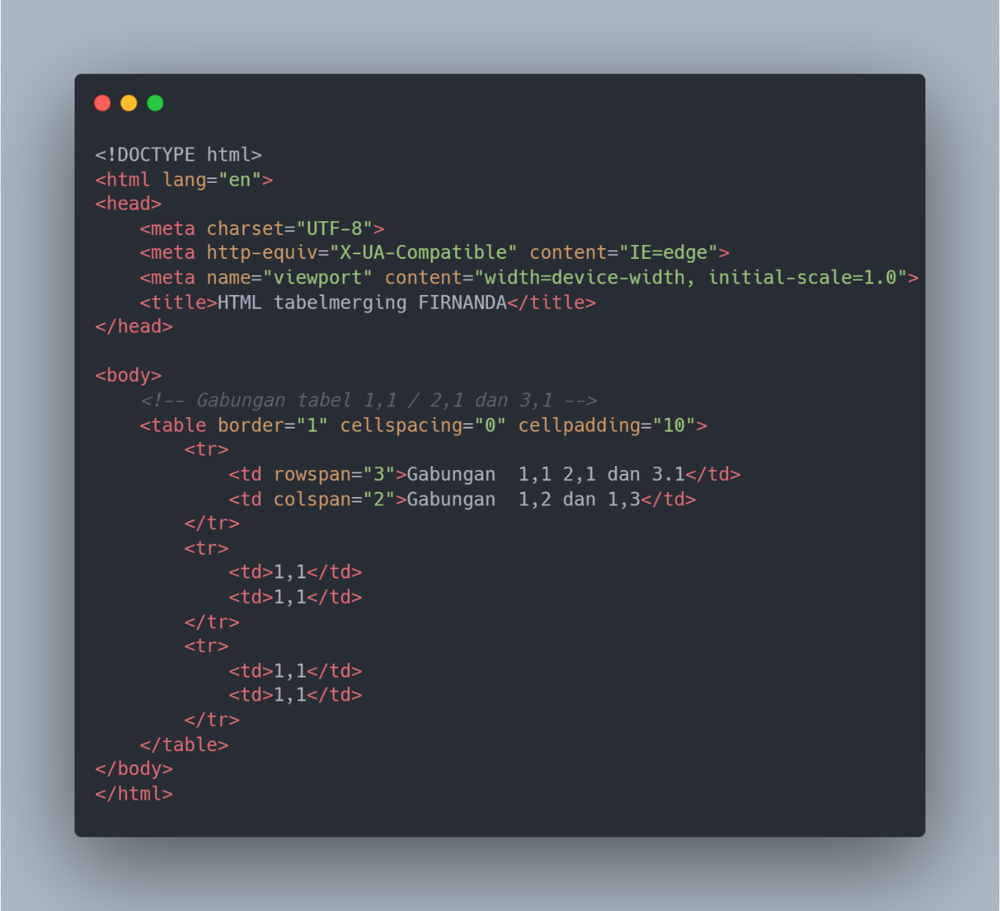 <!DOCTYPE html>
<html lang="en">
<head>
    <meta charset="UTF-8">
    <meta http-equiv="X-UA-Compatible" content="IE=edge">
    <meta name="viewport" content="width=device-width, initial-scale=1.0">
    <title>HTML tabelmerging FIRNANDA</title>
</head>

<body>
    <!-- Gabungan tabel 1,1 / 2,1 dan 3,1 -->
    <table border="1" cellspacing="0" cellpadding="10">
        <tr>
            <td rowspan="3">Gabungan  1,1 2,1 dan 3.1</td>
            <td colspan="2">Gabungan  1,2 dan 1,3</td>
        </tr>
        <tr>
            <td>1,1</td>
            <td>1,1</td>
        </tr>
        <tr>
            <td>1,1</td>
            <td>1,1</td>
        </tr>
    </table>
</body>
</html>